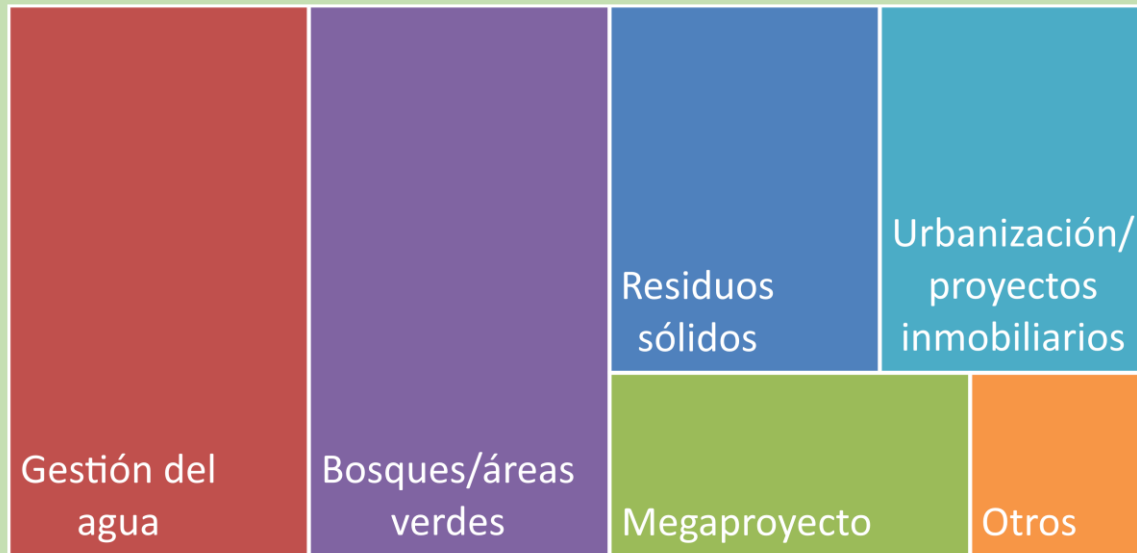 Gestión del
agua
Bosques/áreas
verdes
Residuos
sólidos
Urbanización/
proyectos
inmobiliarios
Megaproyecto
Otros